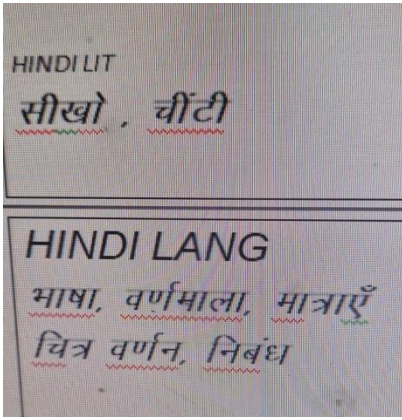 HINDI LIT
सीखो , चींटी
HINDI LANG
भाषा, वर्णमाला, मात्राएँ
चित्र वर्णन, निबंध